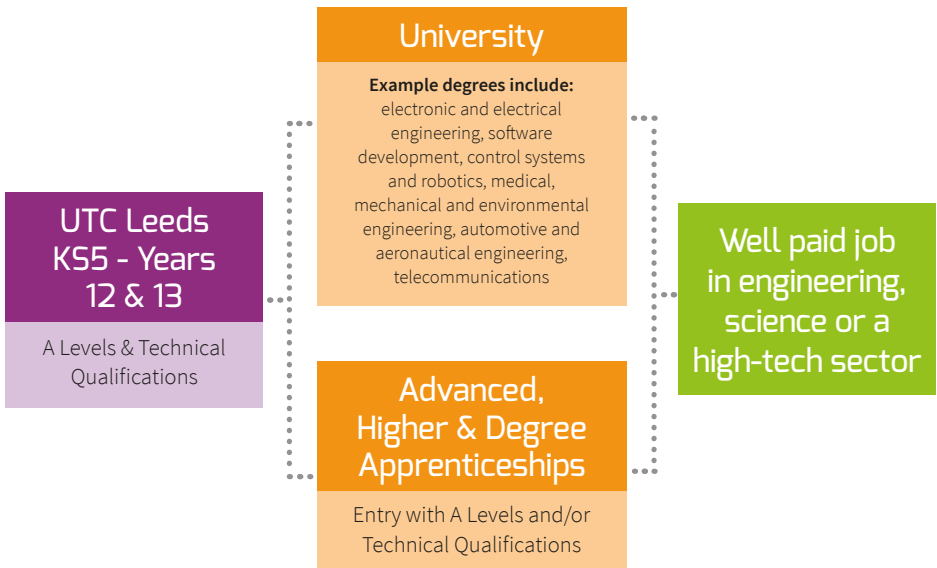 UTC Leeds
KS5 - Years
12 & 13
A Levels & Technical
Qualifications
University
Example degrees include:
electronic and electrical
engineering, software
development, control systems
and robotics, medical,
mechanical and environmental
engineering, automotive and
aeronautical engineering,
telecommunications
Advanced,
Higher & Degree
Apprenticeships
Entry with A Levels and/or
Technical Qualifications
Well paid job
in engineering,
science or a
high-tech sector